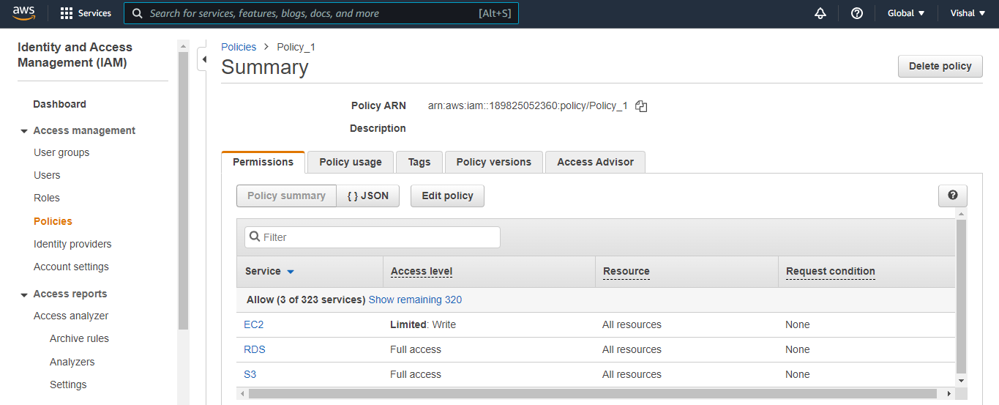 aws Services Search for services, features, blogs, docs, and more [Alt+S] Global Vishal
Identity and Access
Management (IAM)
Dashboard
Access management
User groups
Users
Roles
Policies
Identity providers
Account settings
Access reports
Access analyzer
Archive rules
Analyzers
Settings
Policies > Policy_1
Summary
Delete policy
Policy ARN arn:aws:iam::189825052360:policy/Policy_1
Description
Permissions Policy usage Tags Policy versions Access Advisor
Policy summary { } JSON Edit policy
Filter
Service Access level Resource Request condition
Allow (3 of 323 services) Show remaining 320
EC2 Limited: Write All resources None
RDS Full access All resources None
S3 Full access All resources None